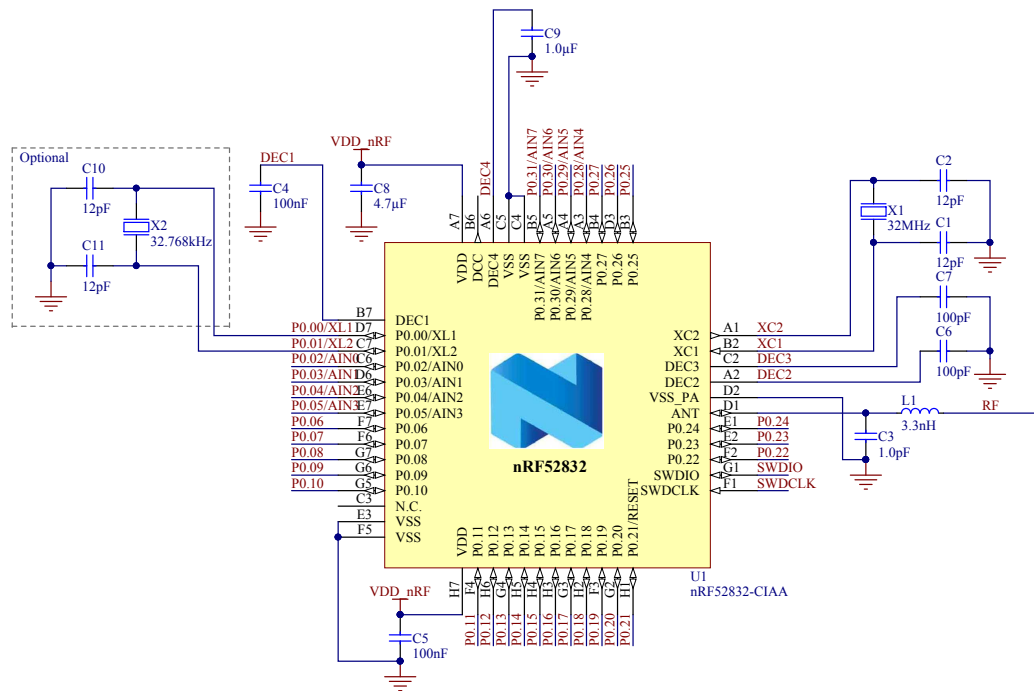 C9
1.0µF
Optional
C10
12pF
X2
32.768kHz
C11
12pF
DEC1
C4
100nF
VDD_nRF
C8
4.7µF
DEC4
P0.31/AIN7
P0.30/AIN6
P0.29/AIN5
P0.28/AIN4
P0.27
P0.26
P0.25
A7
B6
A6
C5
C4
B5
A5
A4
A3
B4
D3
B3
VDD
DCC
DEC4
VSS
VSS
P0.31/AIN7
P0.30/AIN6
P0.29/AIN5
P0.28/AIN4
P0.27
P0.26
P0.25
C2
12pF
X1
32MHz
C1
12pF
C7
100pF
C6
100pF
B7
DEC1
P0.00/XL1
D7
P0.00/XL1
P0.01/XL2
C7
P0.01/XL2
P0.02/AIN0
C6
P0.02/AIN0
P0.03/AIN1
D6
P0.03/AIN1
P0.04/AIN2
E6
P0.04/AIN2
P0.05/AIN3
E7
P0.05/AIN3
P0.06
F7
P0.06
P0.07
F6
P0.07
P0.08
G7
P0.08
P0.09
G6
P0.09
P0.10
G5
P0.10
C3
N.C.
E3
VSS
F5
VSS
nRF52832
XC2
A1
XC2
XC1
B2
XC1
DEC3
C2
DEC3
DEC2
A2
DEC2
VSS_PA
D2
ANT
D1
P0.24
E1
P0.24
P0.23
E2
P0.23
P0.22
F2
P0.22
SWDIO
G1
SWDIO
SWDCLK
F1
SWDCLK
L1
3.3nH
RF
C3
1.0pF
VDD
P0.11
P0.12
P0.13
P0.14
P0.15
P0.16
P0.17
P0.18
P0.19
P0.20
P0.21/RESET
U1
nRF52832-CIAA
H7
F4
H6
G4
H5
H4
H3
G3
H2
F3
G2
H1
P0.11
P0.12
P0.13
P0.14
P0.15
P0.16
P0.17
P0.18
P0.19
P0.20
P0.21
VDD_nRF
C5
100nF